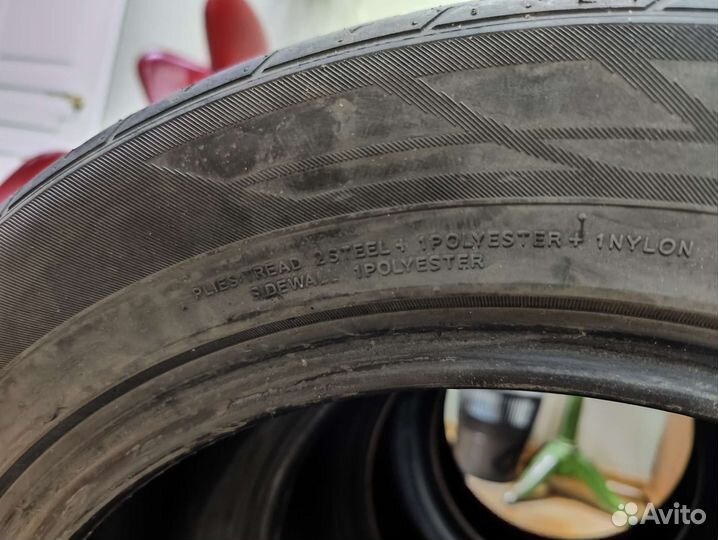 PLIES: TREAD 2STEEL + 1POLYESTER + 1NYLON
SIDEWALL 1POLYESTER
Avito